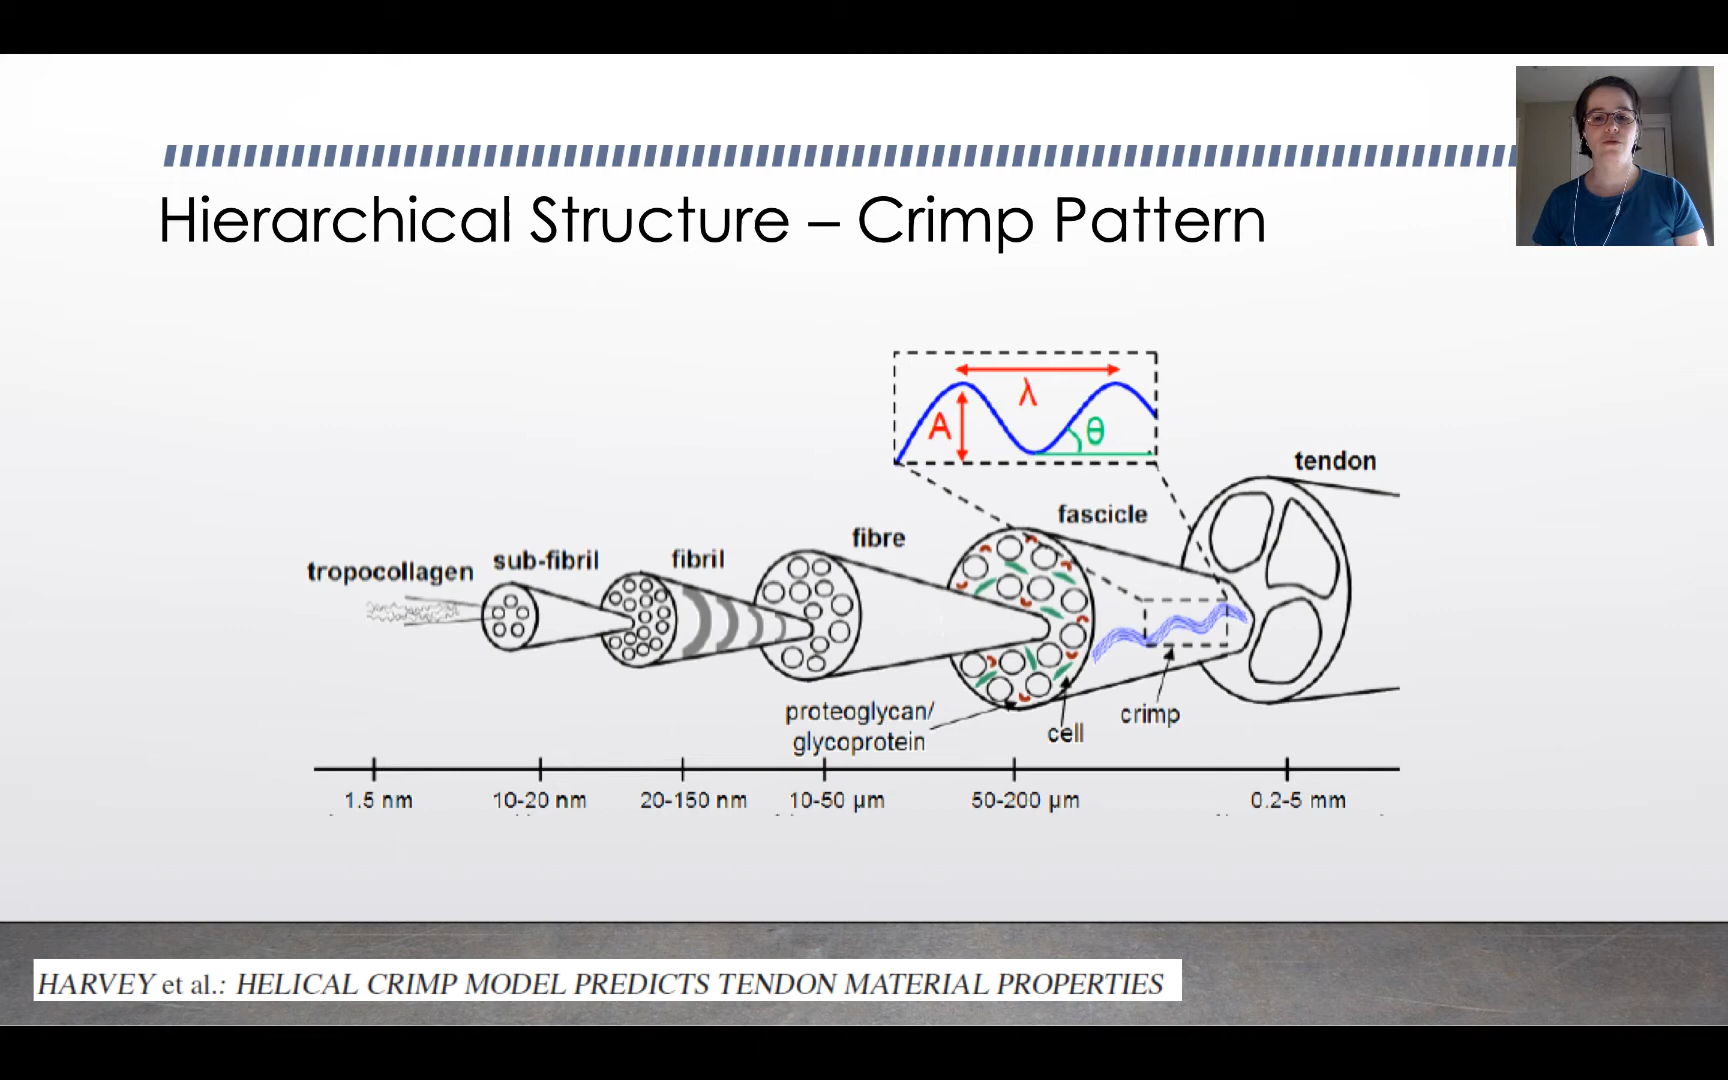 Hierarchical Structure – Crimp Pattern
λ
A
θ
tendon
fascicle
fibre
fibril
sub-fibril
tropocollagen
proteoglycan/
glycoprotein
cell
crimp
1.5 nm 10-20 nm 20-150 nm 10-50 µm 50-200 µm 0.2-5 mm
HARVEY et al.: HELICAL CRIMP MODEL PREDICTS TENDON MATERIAL PROPERTIES